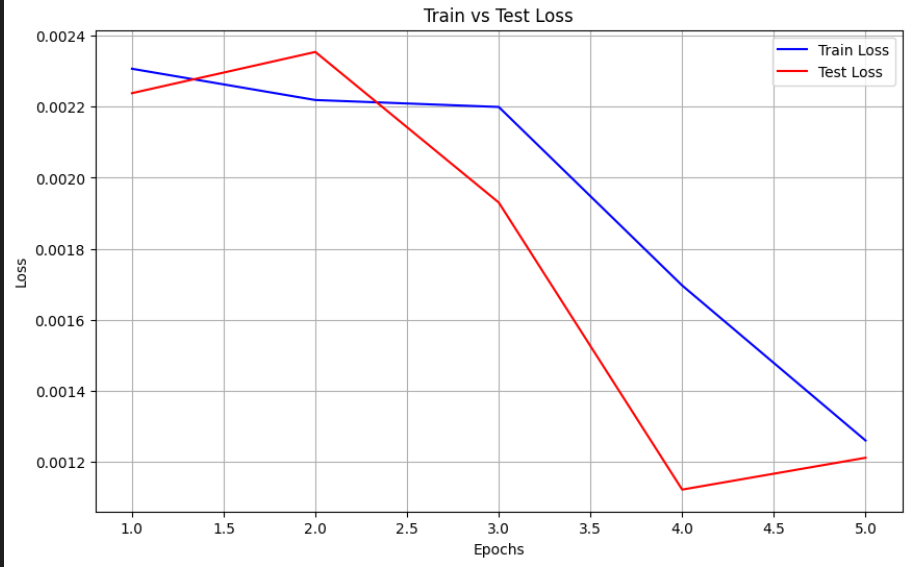 Train vs Test Loss
Train Loss
Test Loss
0.0024
0.0022
0.0020
0.0018
0.0016
0.0014
0.0012
Loss
1.0 1.5 2.0 2.5 3.0 3.5 4.0 4.5 5.0
Epochs